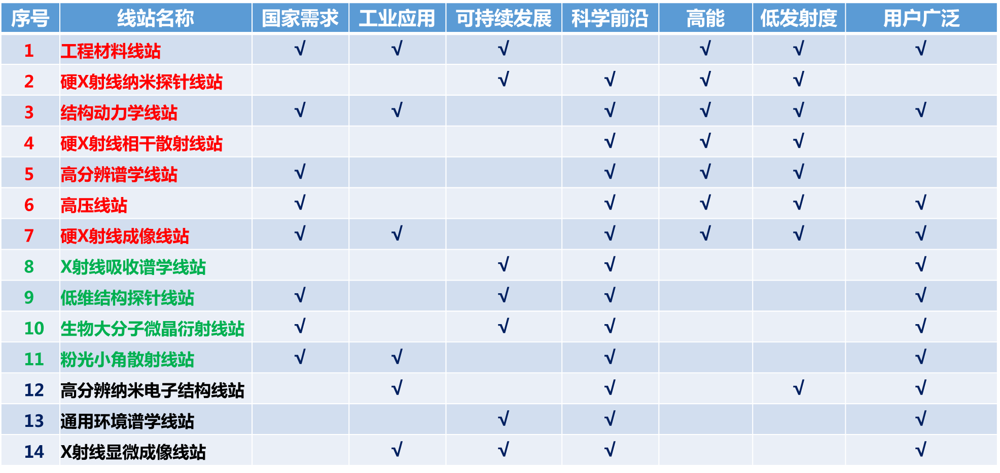 序号 线站名称 国家需求 工业应用 可持续发展 科学前沿 高能 低发射度 用户广泛
1 工程材料线站 √ √ √ √ √ √
2 硬X射线纳米探针线站 √ √ √ √
3 结构动力学线站 √ √ √ √ √ √
4 硬X射线相干散射线站 √ √ √
5 高分辨谱学线站 √ √ √ √
6 高压线站 √ √ √ √ √
7 硬X射线成像线站 √ √ √ √ √ √
8 X射线吸收谱学线站 √ √ √
9 低维结构探针线站 √ √ √ √
10 生物大分子微晶衍射线站 √ √ √ √
11 粉光小角散射线站 √ √ √ √
12 高分辨纳米电子结构线站 √ √ √ √
13 通用环境谱学线站 √ √ √
14 X射线显微成像线站 √ √ √ √